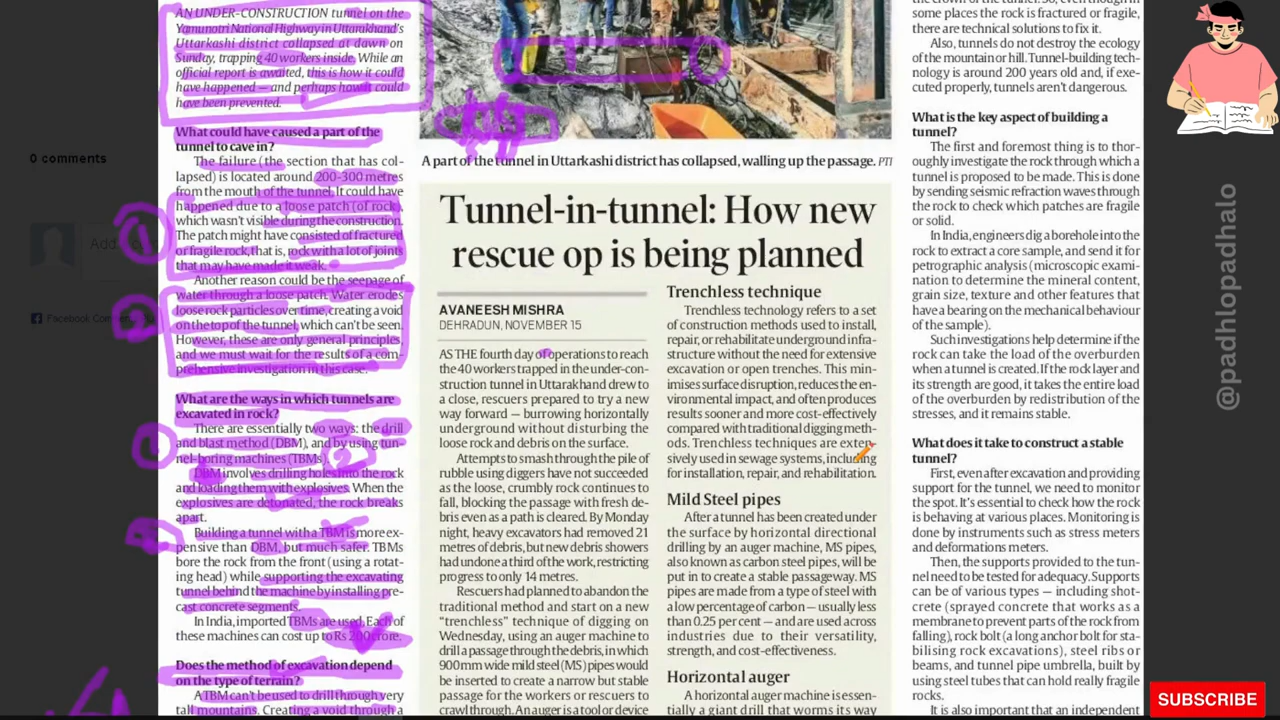 AN UNDER-CONSTRUCTION tunnel on the
Yamunotri National Highway in Uttarakhand's
Uttarkashi district collapsed at dawn on
Sunday, trapping 40 workers inside. While an
official report is awaited, this is how it could
have happened — and perhaps how it could
have been prevented.
What could have caused a part of the
tunnel to cave in?
The failure (the section that has col-
lapsed) is located around 200-300 metres
from the mouth of the tunnel. It could have
happened due to a loose patch (of rock),
which wasn't visible during the construction.
The patch might have consisted of fractured
or fragile rock, that is, rock with a lot of joints
that may have made it weak.
Another reason could be the seepage of
water through a loose patch. Water erodes
loose rock particles over time, creating a void
on the top of the tunnel, which can't be seen.
However, these are only general principles,
and we must wait for the results of a com-
prehensive investigation in this case.
What are the ways in which tunnels are
excavated in rock?
There are essentially two ways: the drill
and blast method (DBM), and by using tun-
nel-boring machines (TBMs).
DBM involves drilling holes into the rock
and loading them with explosives. When the
explosives are detonated, the rock breaks
apart.
Building a tunnel with a TBM is more ex-
pensive than DBM, but much safer. TBMs
bore the rock from the front (using a rotat-
ing head) while supporting the excavating
tunnel behind the machine by installing pre-
cast concrete segments.
In India, imported TBMs are used. Each of
these machines can cost up to Rs 200 crore.
Does the method of excavation depend
on the type of terrain?
A TBM can't be used to drill through very
tall mountains. Creating a void through a
A part of the tunnel in Uttarkashi district has collapsed, walling up the passage. PTI
Tunnel-in-tunnel: How new
rescue op is being planned
AVANEESH MISHRA
DEHRADUN, NOVEMBER 15
AS THE fourth day of operations to reach
the 40 workers trapped in the under-con-
struction tunnel in Uttarakhand drew to
a close, rescuers prepared to try a new
way forward — burrowing horizontally
underground without disturbing the
loose rock and debris on the surface.
Attempts to smash through the pile of
rubble using diggers have not succeeded
as the loose, crumbly rock continues to
fall, blocking the passage with fresh de-
bris even as a path is cleared. By Monday
night, heavy excavators had removed 21
metres of debris, but new debris showers
had undone a third of the work, restricting
progress to only 14 metres.
Rescuers had planned to abandon the
traditional method and start on a new
"trenchless" technique of digging on
Wednesday, using an auger machine to
drill a passage through the debris, in which
900mm wide mild steel (MS) pipes would
be inserted to create a narrow but stable
passage for the workers or rescuers to
crawl through. An auger is a tool or device
Trenchless technique
Trenchless technology refers to a set
of construction methods used to install,
repair, or rehabilitate underground infra-
structure without the need for extensive
excavation or open trenches. This min-
imises surface disruption, reduces the en-
vironmental impact, and often produces
results sooner and more cost-effectively
compared with traditional digging meth-
ods. Trenchless techniques are exten-
sively used in sewage systems, including
for installation, repair, and rehabilitation.
Mild Steel pipes
After a tunnel has been created under
the surface by horizontal directional
drilling by an auger machine, MS pipes,
also known as carbon steel pipes, will be
put in to create a stable passageway. MS
pipes are made from a type of steel with
a low percentage of carbon — usually less
than 0.25 per cent — and are used across
industries due to their versatility,
strength, and cost-effectiveness.
Horizontal auger
A horizontal auger machine is essen-
tially a giant drill that worms its way
some places the rock is fractured or fragile,
there are technical solutions to fix it.
Also, tunnels do not destroy the ecology
of the mountain or hill. Tunnel-building tech-
nology is around 200 years old and, if exe-
cuted properly, tunnels aren't dangerous.
What is the key aspect of building a
tunnel?
The first and foremost thing is to thor-
oughly investigate the rock through which a
tunnel is proposed to be made. This is done
by sending seismic refraction waves through
the rock to check which patches are fragile
or solid.
In India, engineers dig a borehole into the
rock to extract a core sample, and send it for
petrographic analysis (microscopic exami-
nation to determine the mineral content,
grain size, texture and other features that
have a bearing on the mechanical behaviour
of the sample).
Such investigations help determine if the
rock can take the load of the overburden
when a tunnel is created. If the rock layer and
its strength are good, it takes the entire load
of the overburden by redistribution of the
stresses, and it remains stable.
What does it take to construct a stable
tunnel?
First, even after excavation and providing
support for the tunnel, we need to monitor
the spot. It's essential to check how the rock
is behaving at various places. Monitoring is
done by instruments such as stress meters
and deformations meters.
Then, the supports provided to the tun-
nel need to be tested for adequacy. Supports
can be of various types — including shot-
crete (sprayed concrete that works as a
membrane to prevent parts of the rock from
falling), rock bolt (a long anchor bolt for sta-
bilising rock excavations), steel ribs or
beams, and tunnel pipe umbrella, built by
using steel tubes that can hold really fragile
rocks.
It is also important that an independent
0 comments
Facebook
@padhlopadhalo
SUBSCRIBE